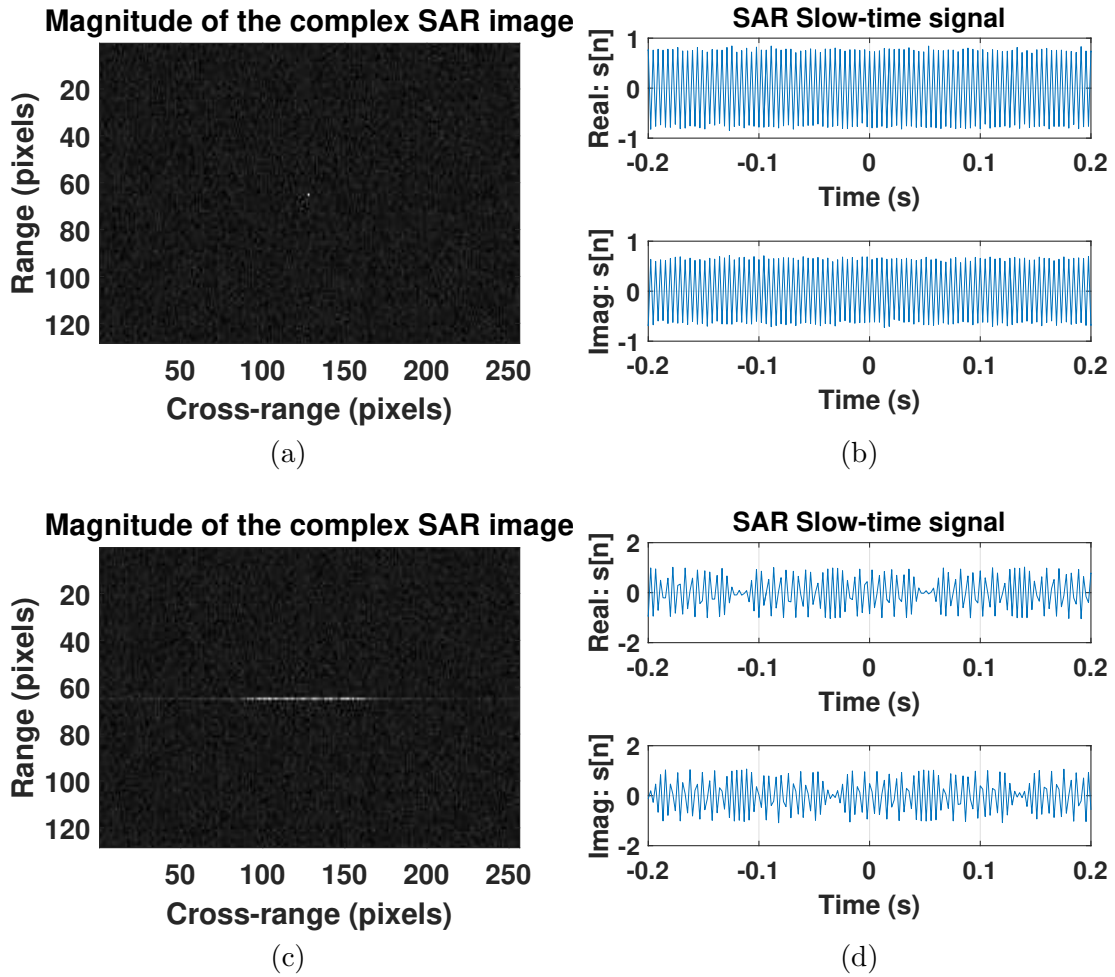 Magnitude of the complex SAR image
Range (pixels)
20
40
60
80
100
120
50 100 150 200 250
Cross-range (pixels)
(a)
SAR Slow-time signal
Real: s[n]
1
0
-1
-0.2 -0.1 0 0.1 0.2
Time (s)
Imag: s[n]
1
0
-1
-0.2 -0.1 0 0.1 0.2
Time (s)
(b)
Magnitude of the complex SAR image
Range (pixels)
20
40
60
80
100
120
50 100 150 200 250
Cross-range (pixels)
(c)
SAR Slow-time signal
Real: s[n]
2
0
-2
-0.2 -0.1 0 0.1 0.2
Time (s)
Imag: s[n]
2
0
-2
-0.2 -0.1 0 0.1 0.2
Time (s)
(d)